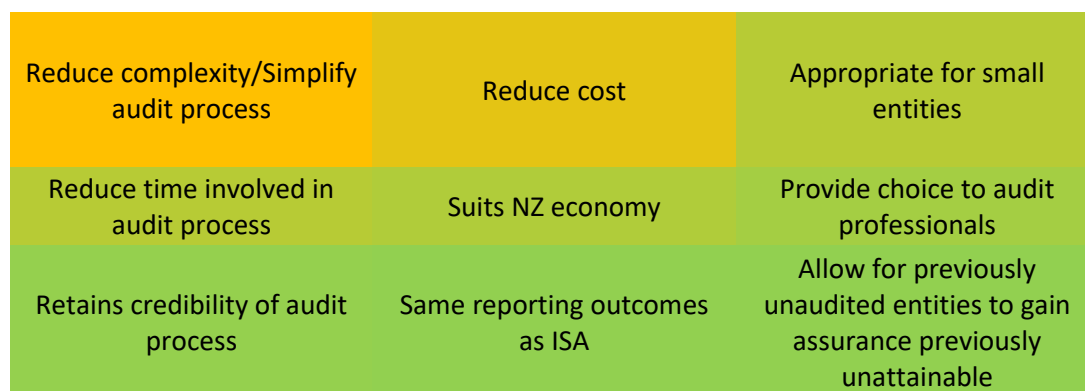 Reduce complexity/Simplify
audit process
Reduce cost
Appropriate for small
entities
Reduce time involved in
audit process
Suits NZ economy
Provide choice to audit
professionals
Retains credibility of audit
process
Same reporting outcomes
as ISA
Allow for previously
unaudited entities to gain
assurance previously
unattainable